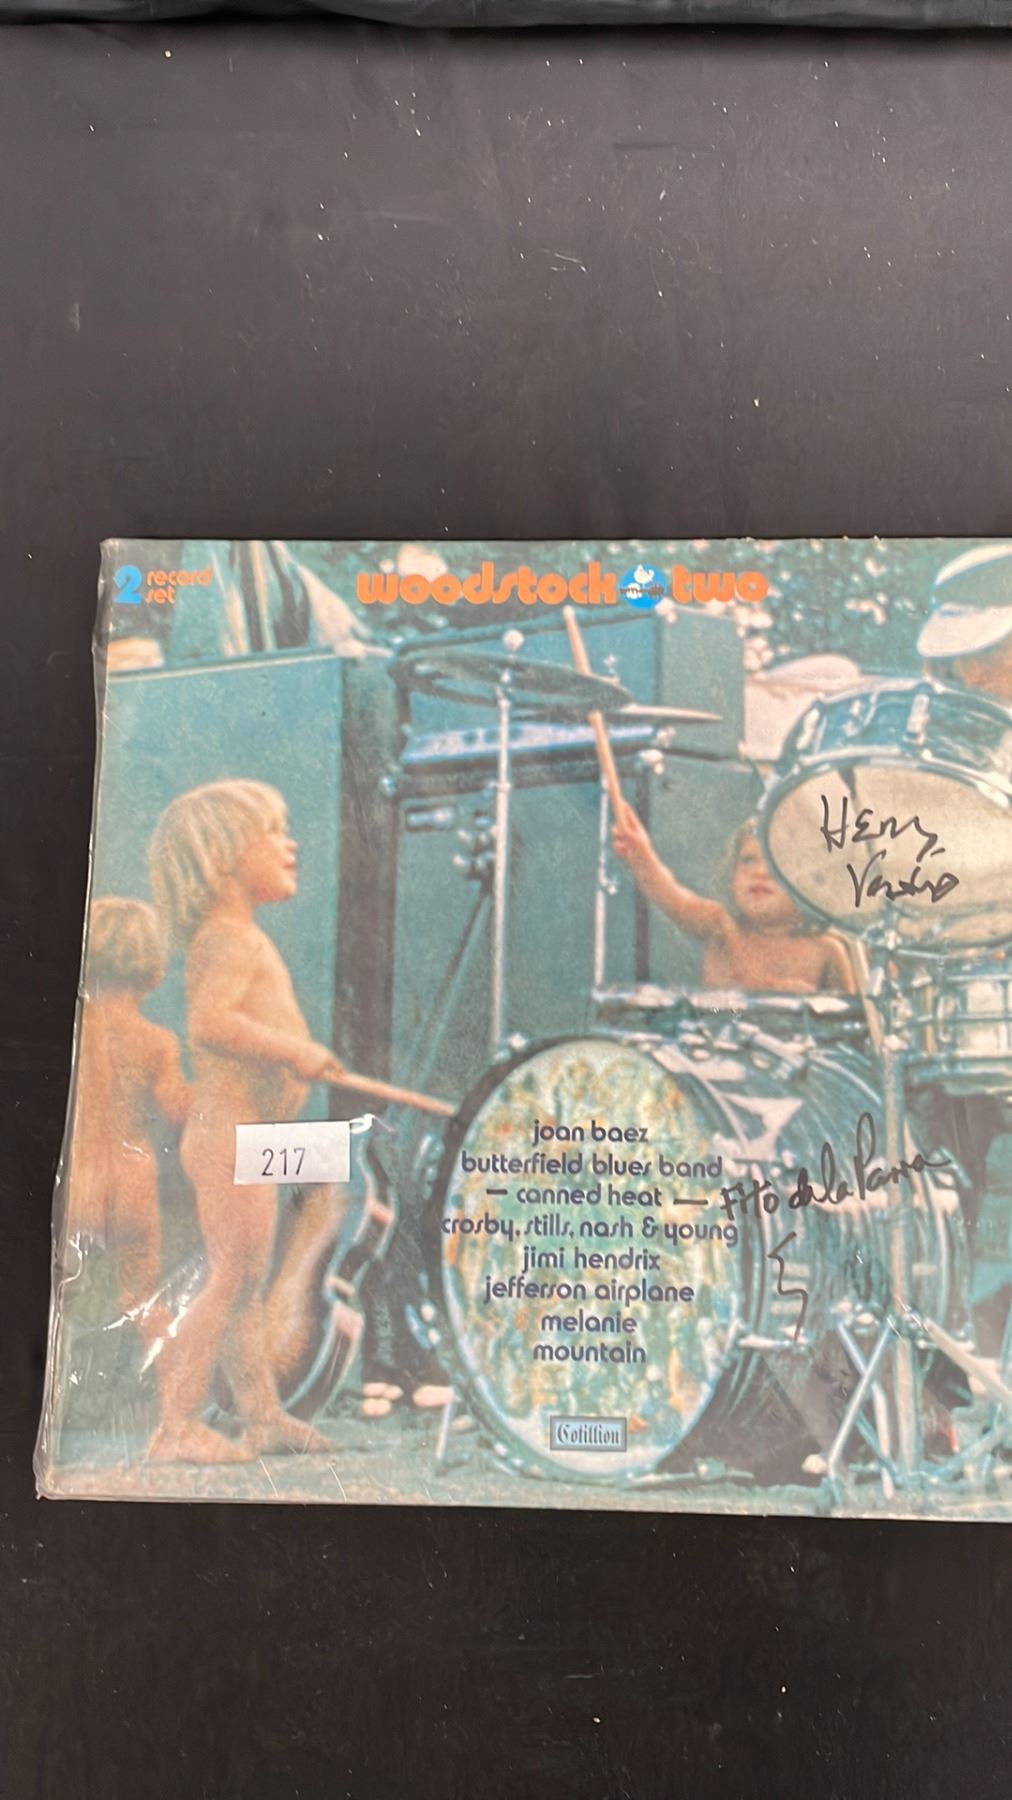 2 record set
woodstock two
Henry
Vestine
217
joan baez
butterfield blues band
— canned heat — Fito de la Parra
crosby, stills, nash & young
jimi hendrix
jefferson airplane
melanie
mountain
Cotillion